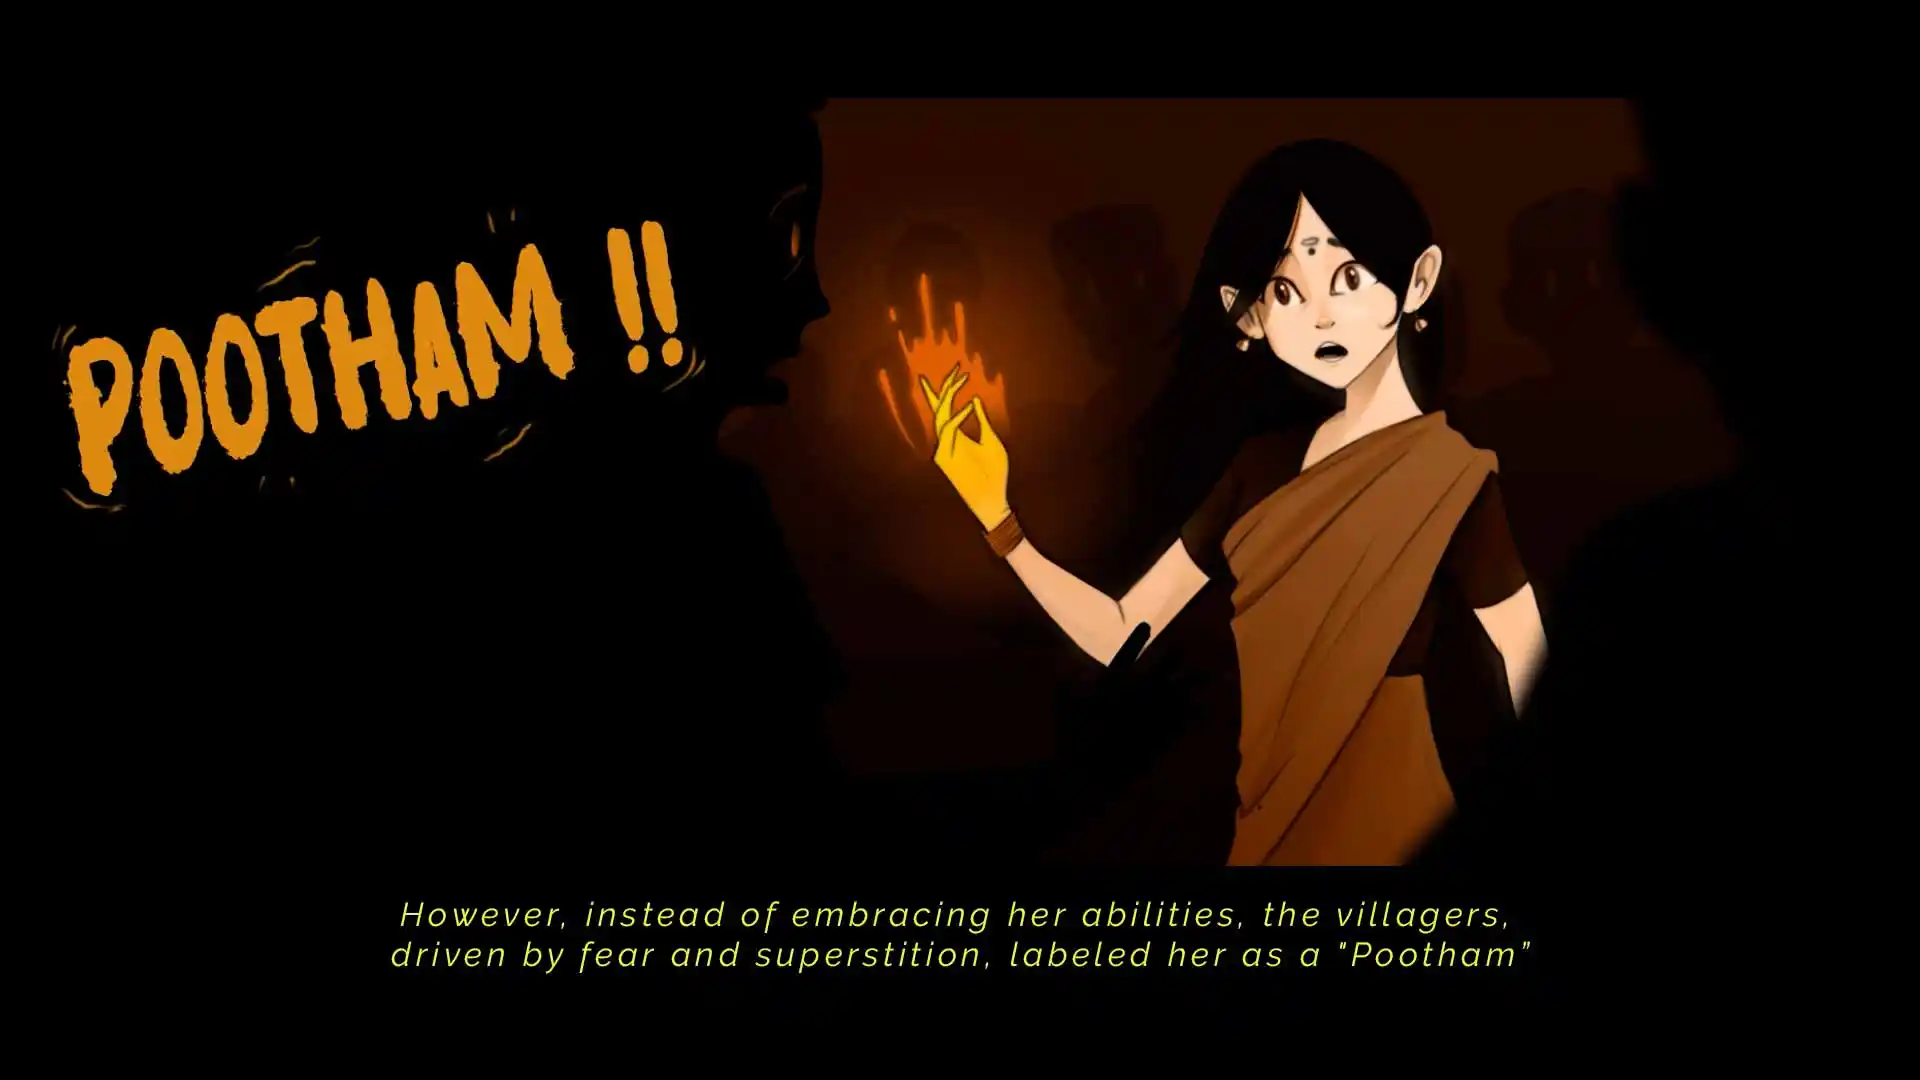 POOTHAM !!
However, instead of embracing her abilities, the villagers,
driven by fear and superstition, labeled her as a "Pootham”